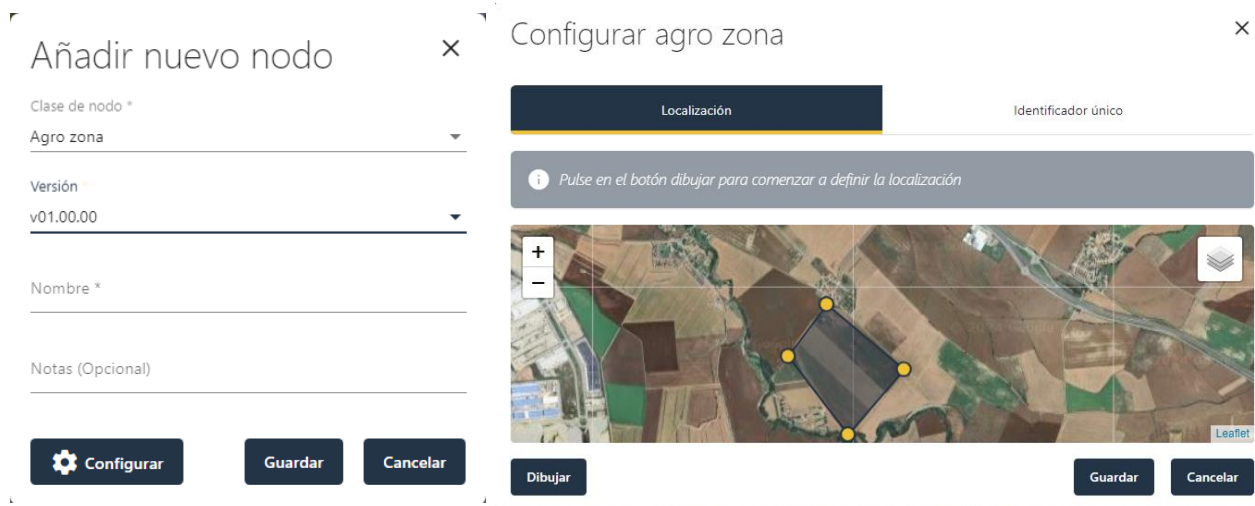 Añadir nuevo nodo
×
Clase de nodo *
Agro zona
Versión *
v01.00.00
Nombre *
Notas (Opcional)
Configurar
Guardar
Cancelar
Configurar agro zona
×
Localización
Identificador único
i Pulse en el botón dibujar para comenzar a definir la localización
+
−
Leaflet
Dibujar
Guardar
Cancelar